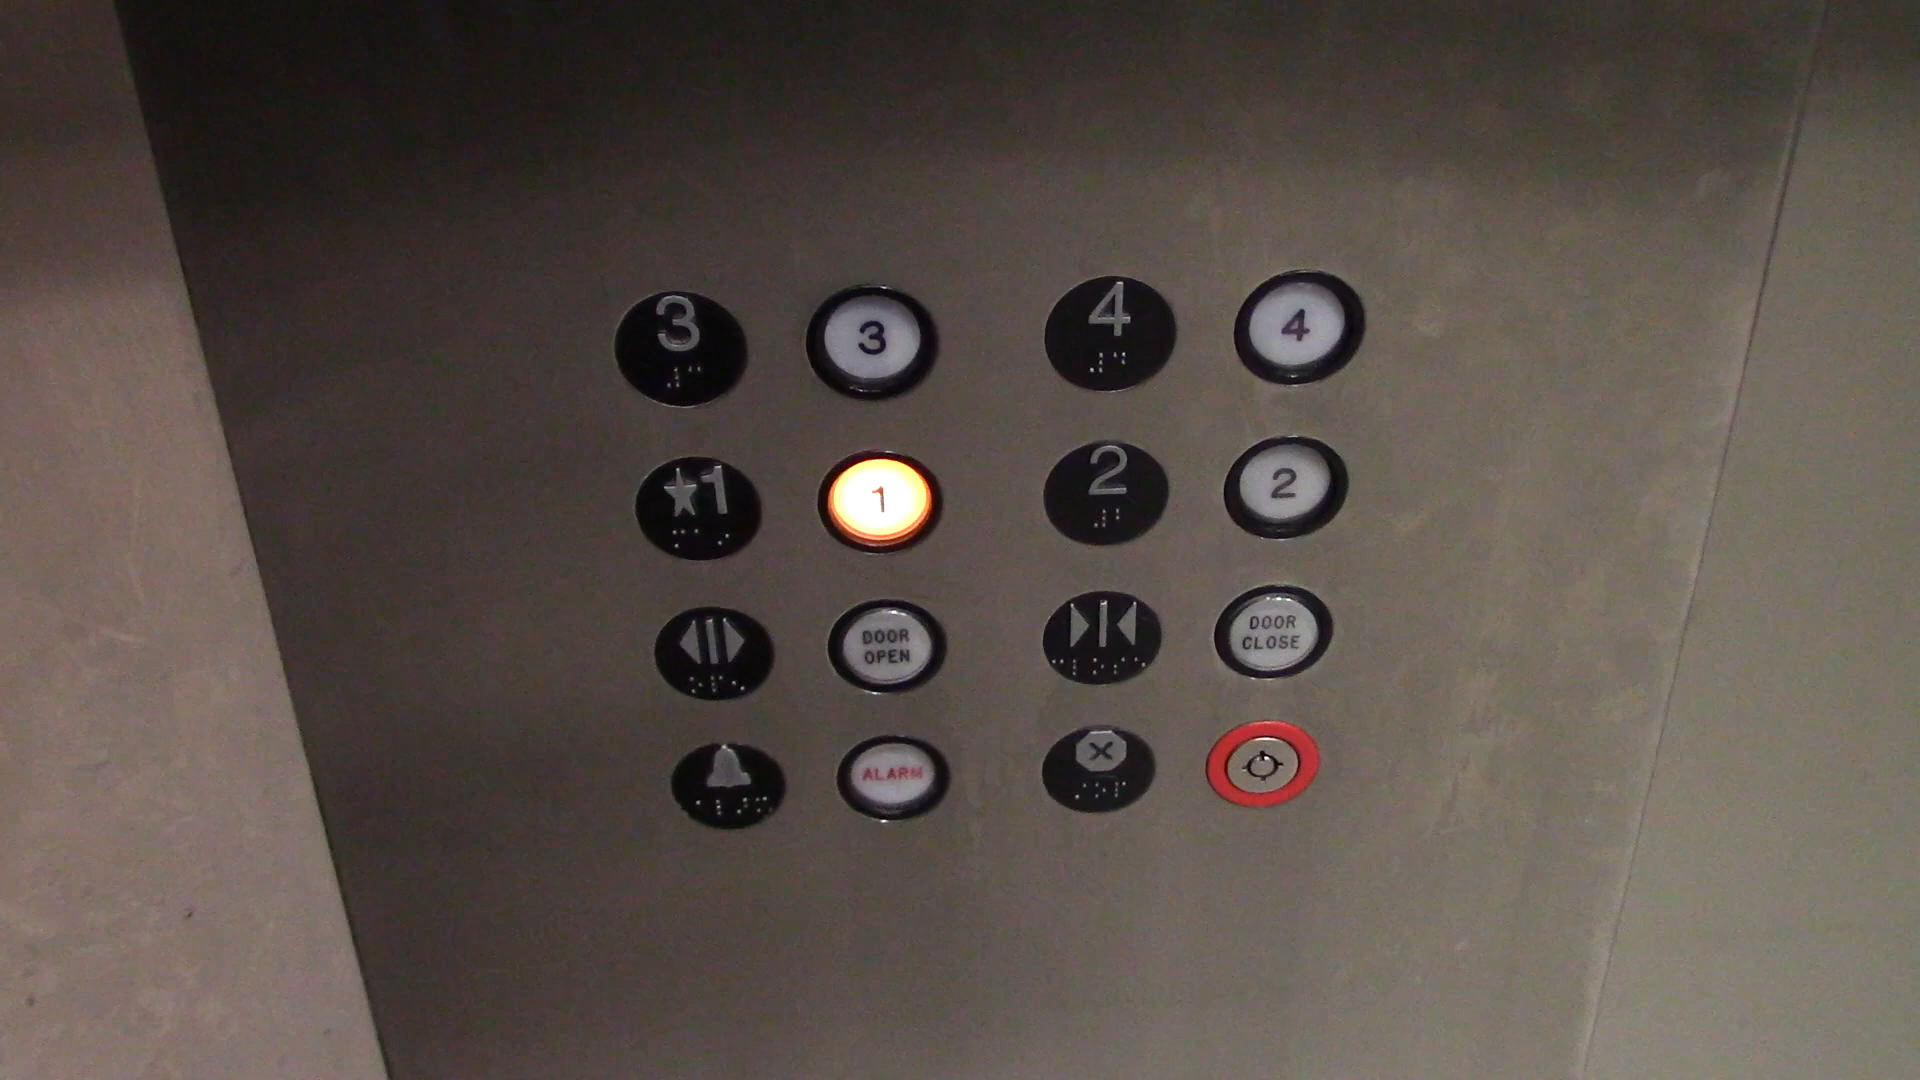 3 3 4 4
★1 1 2 2
DOOR OPEN
DOOR CLOSE
ALARM
X